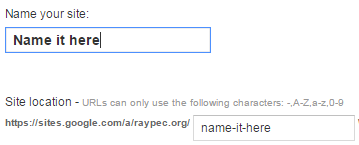 Name your site:
Name it here
Site location - URLs can only use the following characters: -,A-Z,a-z,0-9
https://sites.google.com/a/raypec.org/ name-it-here